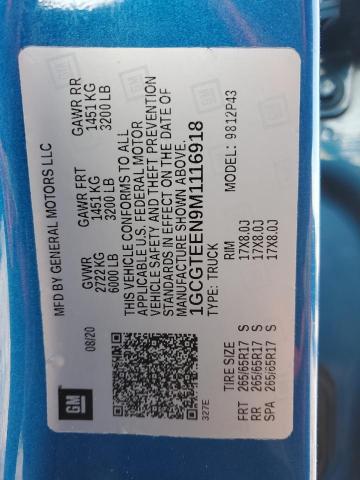 MFD BY GENERAL MOTORS LLC
08/20
GVWR
2722 KG
6000 LB
GAWR FRT
1451 KG
3200 LB
GAWR RR
1451 KG
3200 LB
THIS VEHICLE CONFORMS TO ALL
APPLICABLE U.S. FEDERAL MOTOR
VEHICLE SAFETY AND THEFT PREVENTION
STANDARDS IN EFFECT ON THE DATE OF
MANUFACTURE SHOWN ABOVE.
1GCGTEEN9M1116918
TYPE: TRUCK
MODEL: 9812P43
327E
GM
TIRE SIZE RIM
FRT 265/65R17 S 17X8.0J
RR 265/65R17 S 17X8.0J
SPA 265/65R17 S 17X8.0J